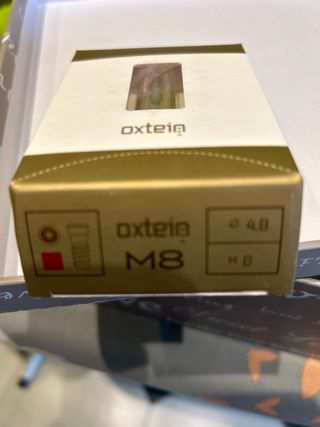 oxtein
oxtein
M8
Ø 4,8
H 8